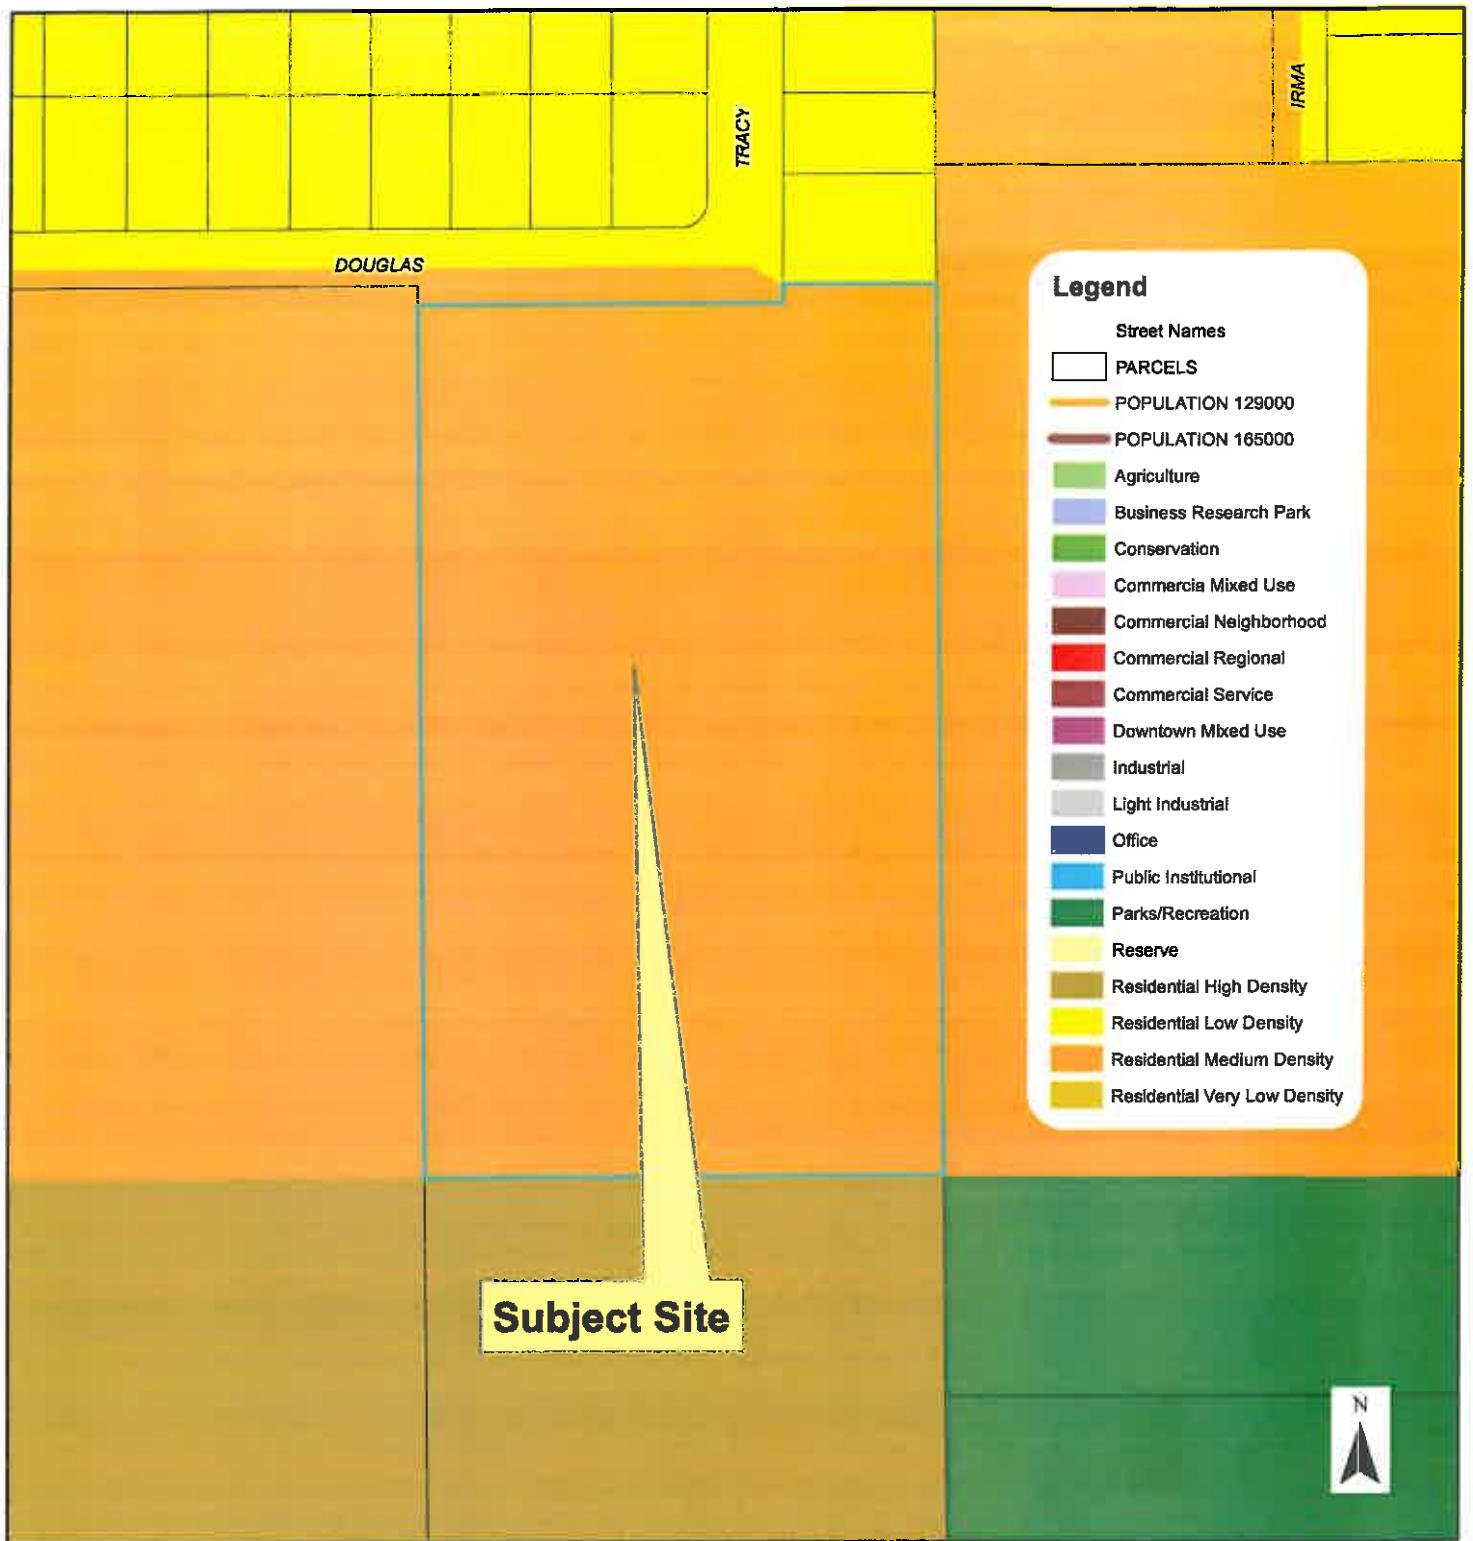 TRACY
IRMA
DOUGLAS
Legend
Street Names
PARCELS
POPULATION 129000
POPULATION 165000
Agriculture
Business Research Park
Conservation
Commercia Mixed Use
Commercial Neighborhood
Commercial Regional
Commercial Service
Downtown Mixed Use
Industrial
Light Industrial
Office
Public Institutional
Parks/Recreation
Reserve
Residential High Density
Residential Low Density
Residential Medium Density
Residential Very Low Density
Subject Site
N